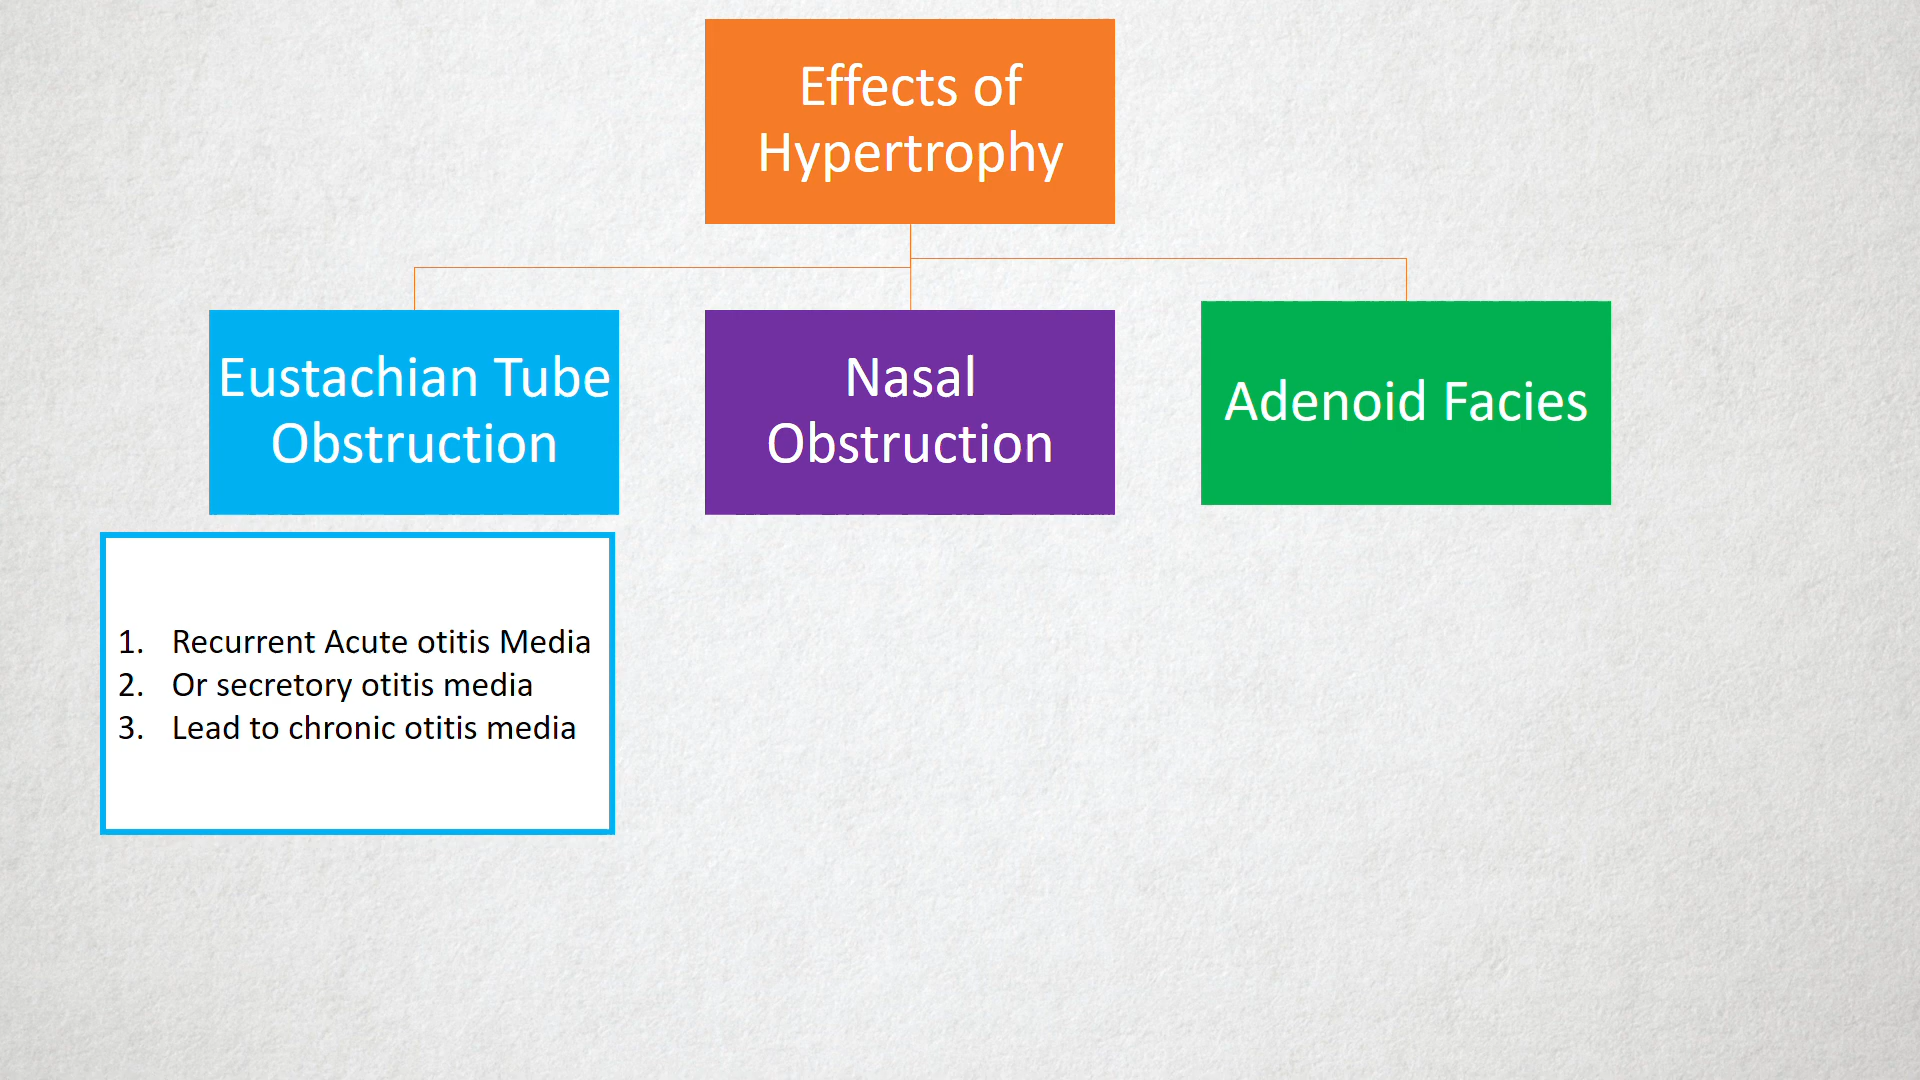 Effects of
Hypertrophy
Eustachian Tube
Obstruction
Nasal
Obstruction
Adenoid Facies
1. Recurrent Acute otitis Media
2. Or secretory otitis media
3. Lead to chronic otitis media